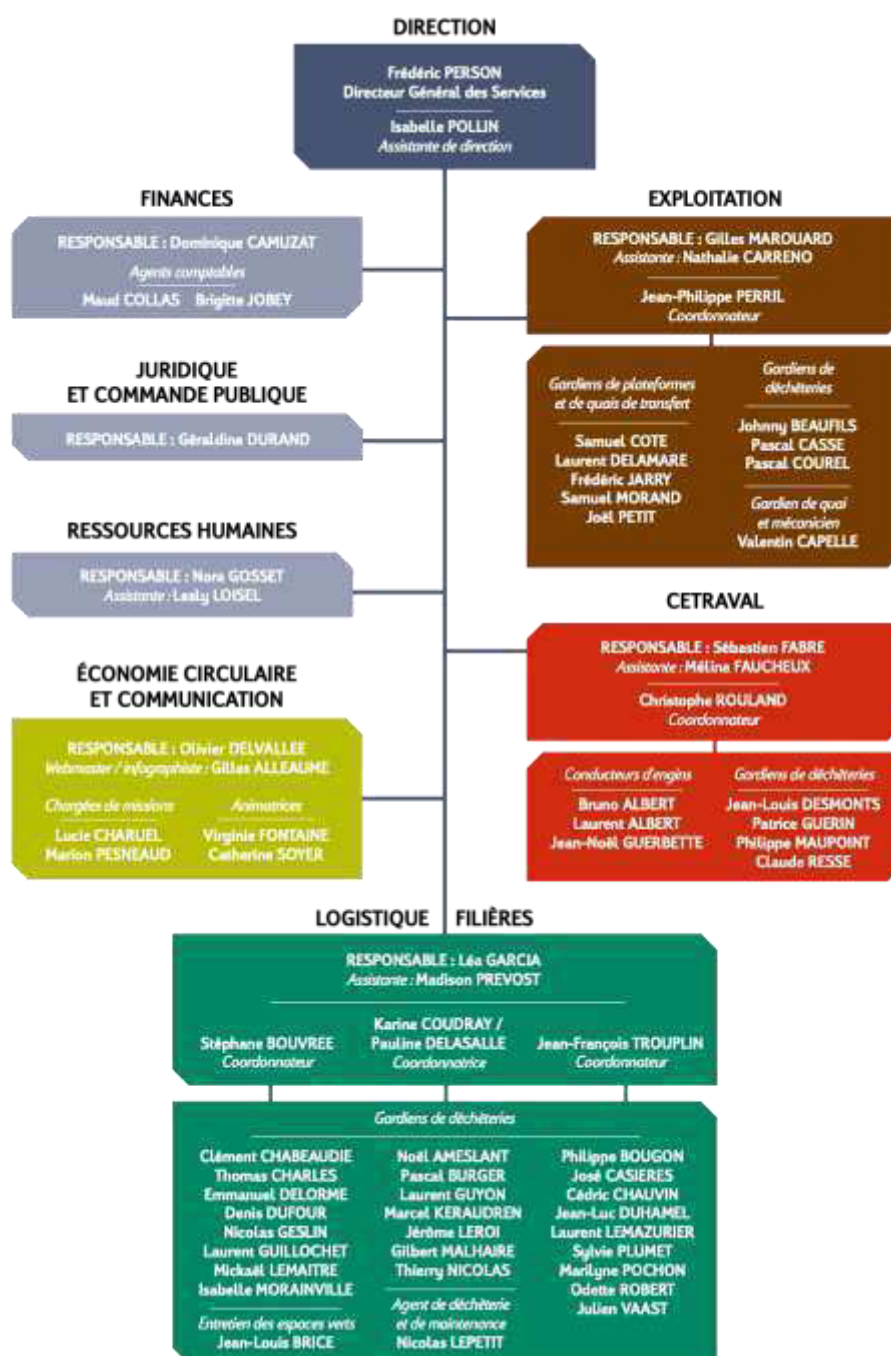 DIRECTION
Frédéric PERSON
Directeur Général des Services
Isabelle POLLIN
Assistante de direction
FINANCES
RESPONSABLE : Dominique CAMUZAT
Agents comptables
Maud COLLAS Brigitte JOBEY
JURIDIQUE
ET COMMANDE PUBLIQUE
RESPONSABLE : Géraldine DURAND
RESSOURCES HUMAINES
RESPONSABLE : Nora GOSSET
Assistante : Lesly LOISEL
ÉCONOMIE CIRCULAIRE
ET COMMUNICATION
RESPONSABLE : Olivier DELVALLEE
Webmaster / infographiste : Gilles ALLEAUME
Chargées de missions
Lucie CHARUEL
Marion PESNEAUD
Animatrices
Virginie FONTAINE
Catherine SOYER
EXPLOITATION
RESPONSABLE : Gilles MAROUARD
Assistante : Nathalie CARRENO
Jean-Philippe PERRIL
Coordonnateur
Gardiens de plateformes
et de quais de transfert
Samuel COTE
Laurent DELAMARE
Frédéric JARRY
Samuel MORAND
Joël PETIT
Gardiens de
déchèteries
Johnny BEAUFILS
Pascal CASSE
Pascal COUREL
Gardien de quai
et mécanicien
Valentin CAPELLE
CETRAVAL
RESPONSABLE : Sébastien FABRE
Assistante : Mélina FAUCHEUX
Christophe ROULAND
Coordonnateur
Conducteurs d'engins
Bruno ALBERT
Laurent ALBERT
Jean-Noël GUERBETTE
Gardiens de déchèteries
Jean-Louis DESMONTS
Patrice GUERIN
Philippe MAUPOINT
Claude RESSE
LOGISTIQUE FILIÈRES
RESPONSABLE : Léa GARCIA
Assistante : Madison PREVOST
Stéphane BOUVREE
Coordonnateur
Karine COUDRAY /
Pauline DELASALLE
Coordonnatrice
Jean-François TROUPLIN
Coordonnateur
Gardiens de déchèteries
Clément CHABEAUDIE
Thomas CHARLES
Emmanuel DELORME
Denis DUFOUR
Nicolas GESLIN
Laurent GUILLOCHET
Mickaël LEMAITRE
Isabelle MORAINVILLE
Entretien des espaces verts
Jean-Louis BRICE
Noël AMESLANT
Pascal BURGER
Laurent GUYON
Marcel KERAUDREN
Jérôme LEROI
Gilbert MALHAIRE
Thierry NICOLAS
Agent de déchèterie
et de maintenance
Nicolas LEPETIT
Philippe BOUGON
José CASIERES
Cédric CHAUVIN
Jean-Luc DUHAMEL
Laurent LEMAZURIER
Sylvie PLUMET
Marilyne POCHON
Odette ROBERT
Julien VAAST